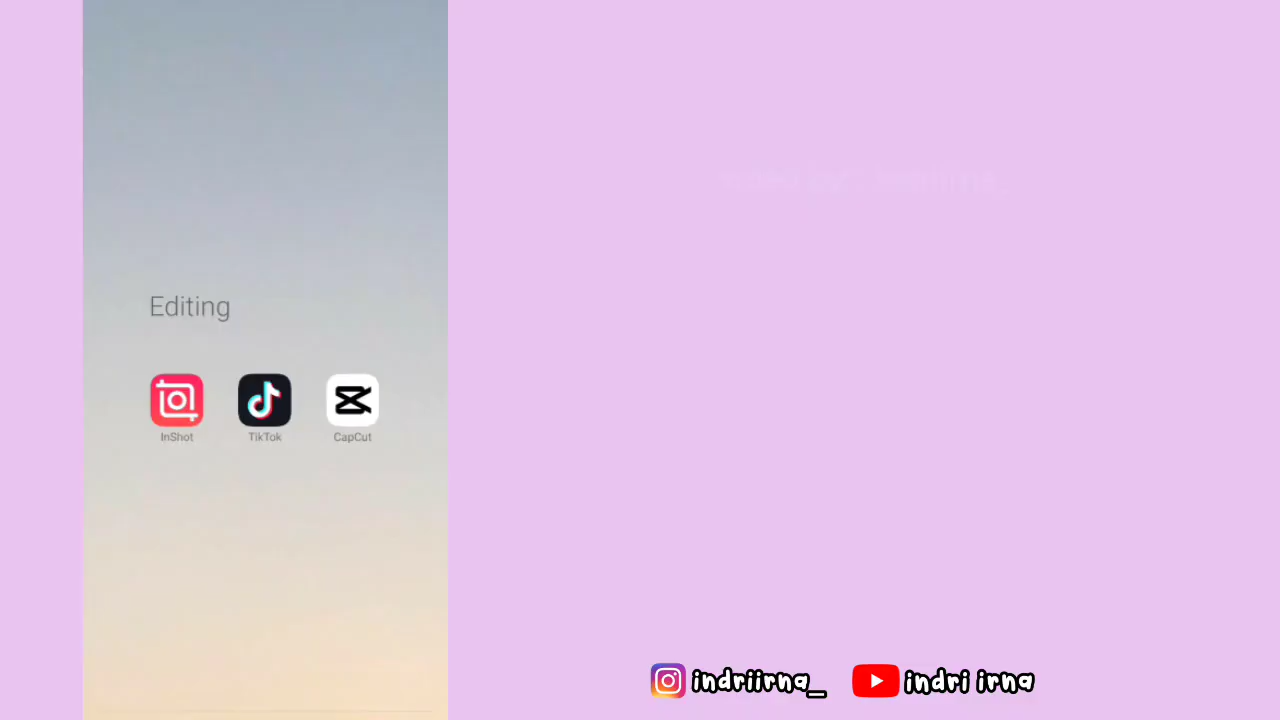 Editing
InShot
TikTok
CapCut
indriirna_
indri irna